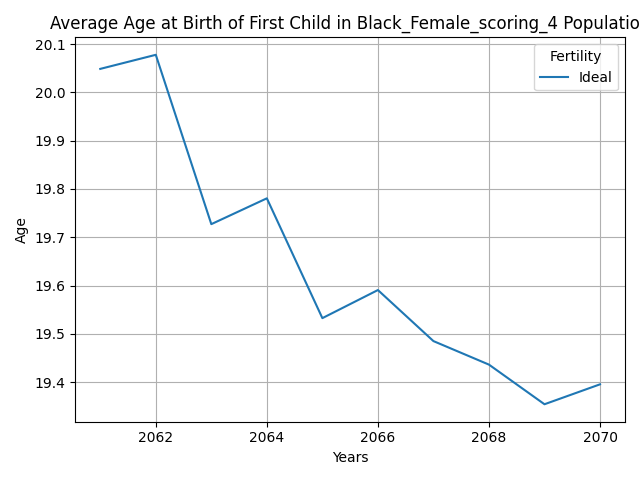 Average Age at Birth of First Child in Black_Female_scoring_4 Populatio
20.1
20.0
19.9
19.8
19.7
19.6
19.5
19.4
Age
Fertility
Ideal
2062 2064 2066 2068 2070
Years